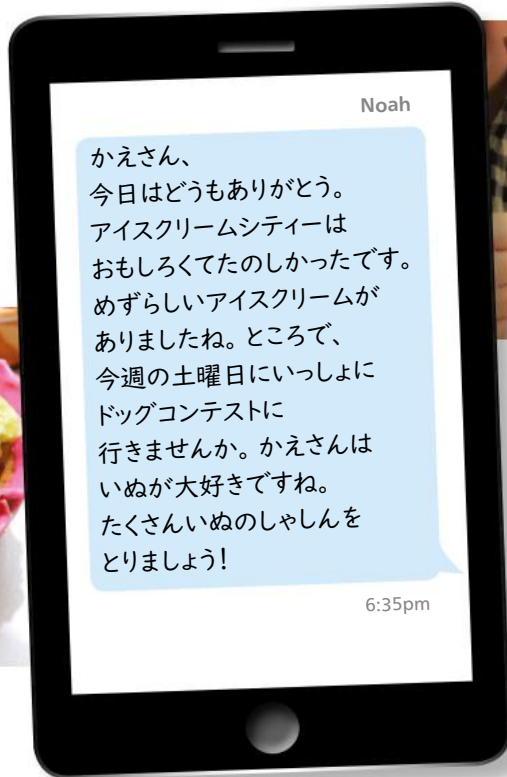 Noah
かえさん、
今日はどうもありがとう。
アイスクリームシティーは
おもしろくてたのしかったです。
めずらしいアイスクリームが
ありましたね。ところで、
今週の土曜日にいっしょに
ドッグコンテストに
行きませんか。かえさんは
いぬが大好きですね。
たくさんいぬのしゃしんを
とりましょう!
6:35pm